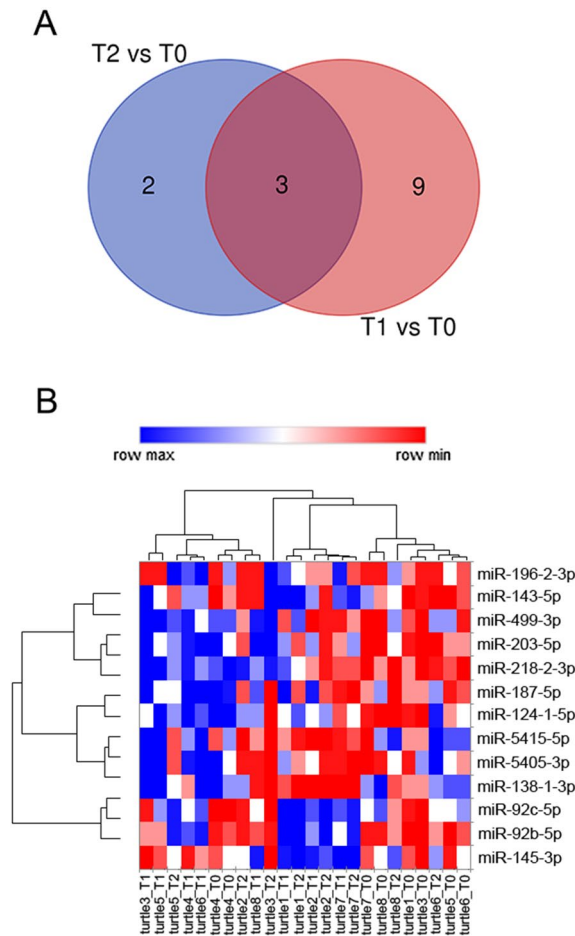 A
T2 vs T0
2
3
9
T1 vs T0
B
row max
row min
miR-196-2-3p
miR-143-5p
miR-499-3p
miR-203-5p
miR-218-2-3p
miR-187-5p
miR-124-1-5p
miR-5415-5p
miR-5405-3p
miR-138-1-3p
miR-92c-5p
miR-92b-5p
miR-145-3p
turtle3_T1
turtle5_T1
turtle5_T2
turtle4_T1
turtle6_T1
turtle4_T0
turtle2_T2
turtle8_T1
turtle3_T2
turtle1_T1
turtle1_T2
turtle2_T1
turtle2_T2
turtle7_T1
turtle7_T2
turtle7_T0
turtle8_T0
turtle8_T2
turtle1_T0
turtle3_T0
turtle6_T2
turtle5_T0
turtle6_T0